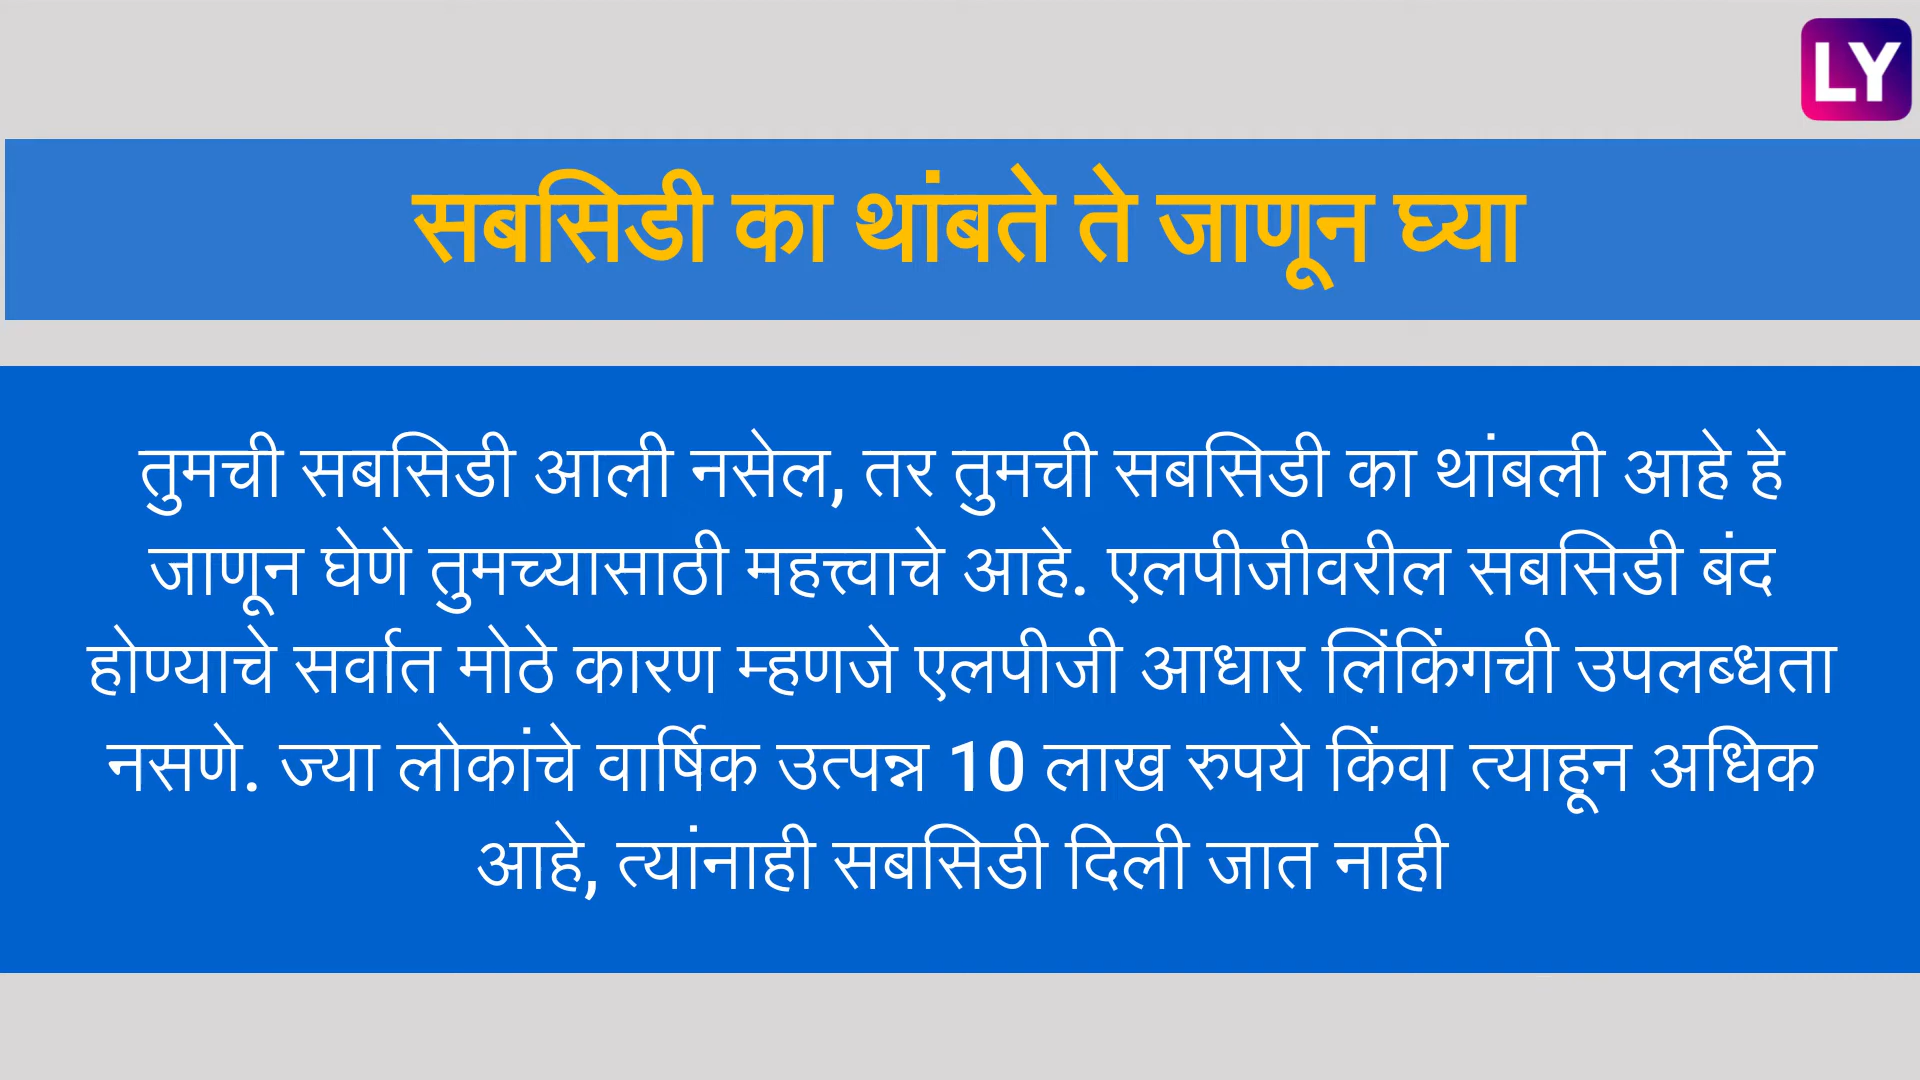 LY
सबसिडी का थांबते ते जाणून घ्या
तुमची सबसिडी आली नसेल, तर तुमची सबसिडी का थांबली आहे हे
जाणून घेणे तुमच्यासाठी महत्त्वाचे आहे. एलपीजीवरील सबसिडी बंद
होण्याचे सर्वात मोठे कारण म्हणजे एलपीजी आधार लिंकिंगची उपलब्धता
नसणे. ज्या लोकांचे वार्षिक उत्पन्न 10 लाख रुपये किंवा त्याहून अधिक
आहे, त्यांनाही सबसिडी दिली जात नाही